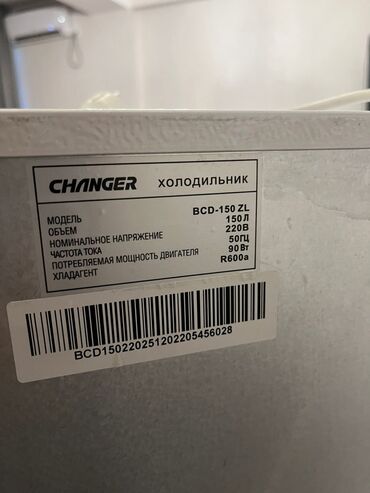 CHANGER ХОЛОДИЛЬНИК
МОДЕЛЬ BCD-150 ZL
ОБЪЕМ 150Л
НОМИНАЛЬНОЕ НАПРЯЖЕНИЕ 220В
ЧАСТОТА ТОКА 50ГЦ
ПОТРЕБЛЯЕМАЯ МОЩНОСТЬ ДВИГАТЕЛЯ 90Вт
ХЛАДАГЕНТ R600a
BCD150220251202205456028